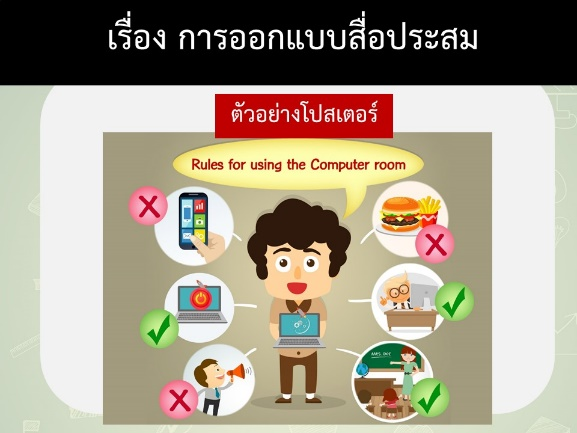 เรื่อง การออกแบบสื่อประสม
ตัวอย่างโปสเตอร์
Rules for using the Computer room